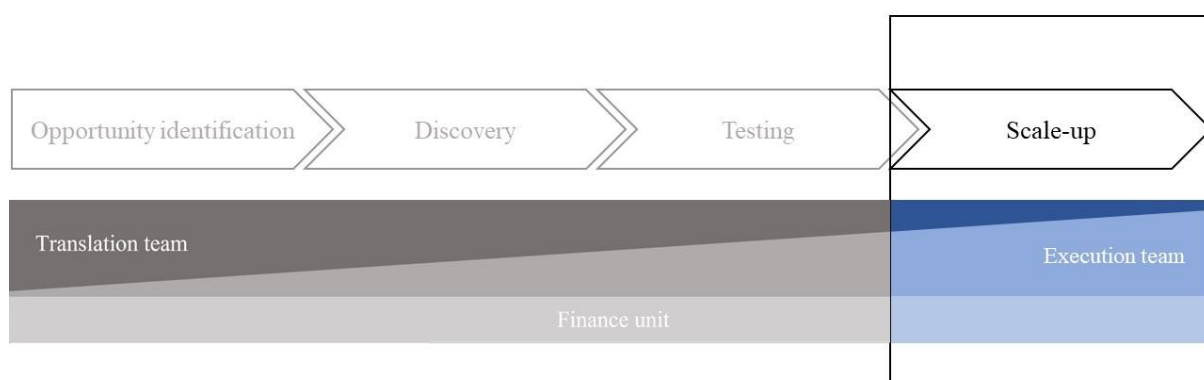 Opportunity identification
Discovery
Testing
Scale-up
Translation team
Execution team
Finance unit